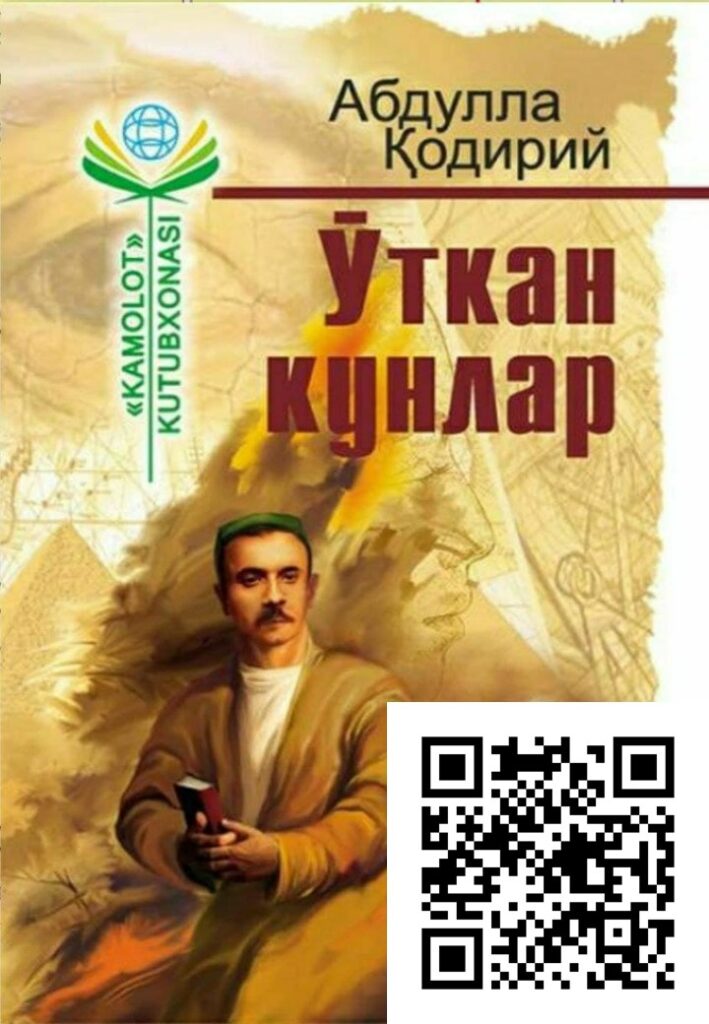 Абдулла
Қодирий
«KAMOLOT»
KUTUBXONASI
Ўткан
кунлар